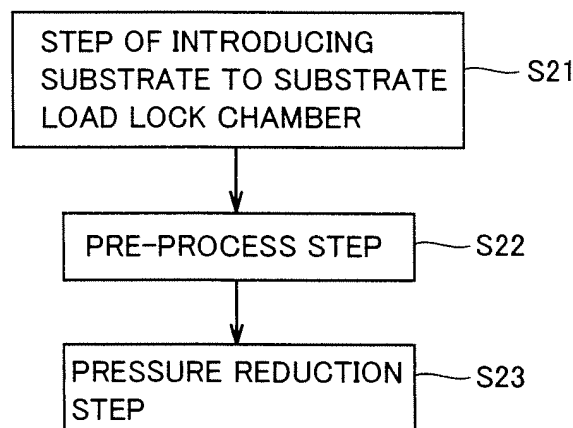 STEP OF INTRODUCING
SUBSTRATE TO SUBSTRATE
LOAD LOCK CHAMBER
S21
PRE-PROCESS STEP
S22
PRESSURE REDUCTION
STEP
S23